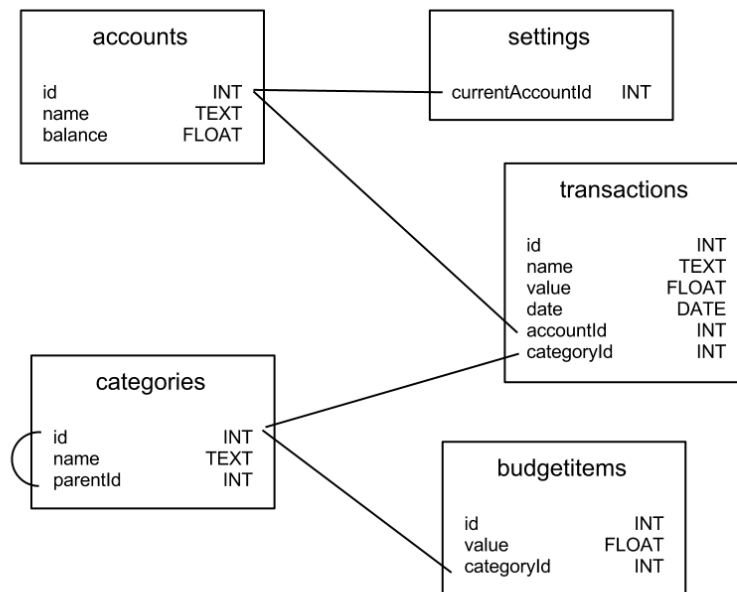 accounts
id INT
name TEXT
balance FLOAT
settings
currentAccountId INT
transactions
id INT
name TEXT
value FLOAT
date DATE
accountId INT
categoryId INT
categories
id INT
name TEXT
parentId INT
budgetitems
id INT
value FLOAT
categoryId INT